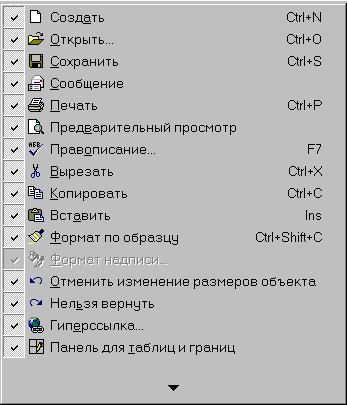 Создать Ctrl+N
Открыть... Ctrl+O
Сохранить Ctrl+S
Сообщение
Печать Ctrl+P
Предварительный просмотр
АБВ Правописание... F7
Вырезать Ctrl+X
Копировать Ctrl+C
Вставить Ins
Формат по образцу Ctrl+Shift+C
Формат надписи...
Отменить изменение размеров объекта
Нельзя вернуть
Гиперссылка...
Панель для таблиц и границ